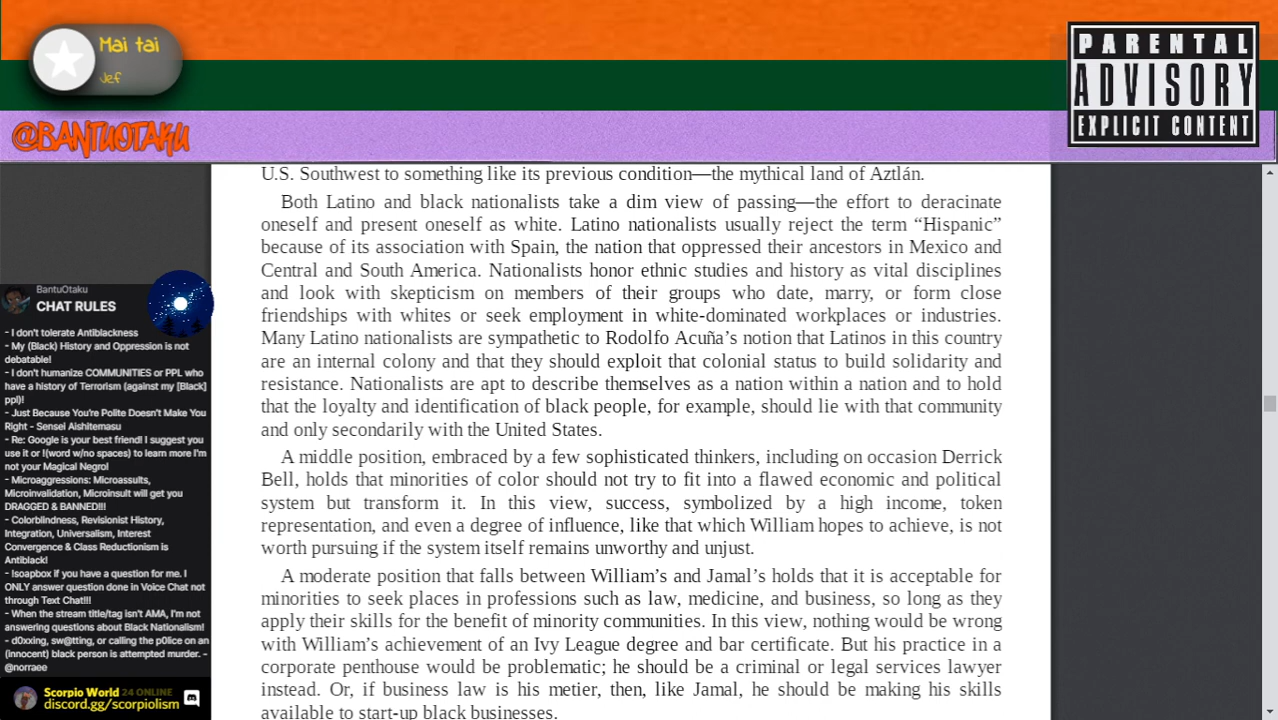 Mai tai
Jef
PARENTAL
ADVISORY
EXPLICIT CONTENT
@BANTUOTAKU
U.S. Southwest to something like its previous condition—the mythical land of Aztlán.
Both Latino and black nationalists take a dim view of passing—the effort to deracinate
oneself and present oneself as white. Latino nationalists usually reject the term “Hispanic”
because of its association with Spain, the nation that oppressed their ancestors in Mexico and
Central and South America. Nationalists honor ethnic studies and history as vital disciplines
and look with skepticism on members of their groups who date, marry, or form close
friendships with whites or seek employment in white-dominated workplaces or industries.
Many Latino nationalists are sympathetic to Rodolfo Acuña’s notion that Latinos in this country
are an internal colony and that they should exploit that colonial status to build solidarity and
resistance. Nationalists are apt to describe themselves as a nation within a nation and to hold
that the loyalty and identification of black people, for example, should lie with that community
and only secondarily with the United States.
A middle position, embraced by a few sophisticated thinkers, including on occasion Derrick
Bell, holds that minorities of color should not try to fit into a flawed economic and political
system but transform it. In this view, success, symbolized by a high income, token
representation, and even a degree of influence, like that which William hopes to achieve, is not
worth pursuing if the system itself remains unworthy and unjust.
A moderate position that falls between William’s and Jamal’s holds that it is acceptable for
minorities to seek places in professions such as law, medicine, and business, so long as they
apply their skills for the benefit of minority communities. In this view, nothing would be wrong
with William’s achievement of an Ivy League degree and bar certificate. But his practice in a
corporate penthouse would be problematic; he should be a criminal or legal services lawyer
instead. Or, if business law is his metier, then, like Jamal, he should be making his skills
available to start-up black businesses.
BantuOtaku
CHAT RULES
- I don't tolerate Antiblackness
- My (Black) History and Oppression is not
debatable!
- I don't humanize COMMUNITIES or PPL who
have a history of Terrorism (against my [Black]
ppl)!
- Just Because You're Polite Doesn't Make You
Right - Sensei Aishitemasu
- Re: Google is your best friend! I suggest you
use it or !(word w/no spaces) to learn more I'm
not your Magical Negro!
- Microaggressions: Microassults,
Microinvalidation, Microinsult will get you
DRAGGED & BANNED!!!
- Colorblindness, Revisionist History,
Integration, Universalism, Interest
Convergence & Class Reductionism is
Antiblack!
- !soapbox if you have a question for me. I
ONLY answer question done in Voice Chat not
through Text Chat!!!
- When the stream title/tag isn't AMA, I'm not
answering questions about Black Nationalism!
- d0xxing, sw@tting, or calling the p0lice on an
(innocent) black person is attempted murder. -
@norraee
Scorpio World 24 ONLINE
discord.gg/scorpiolism